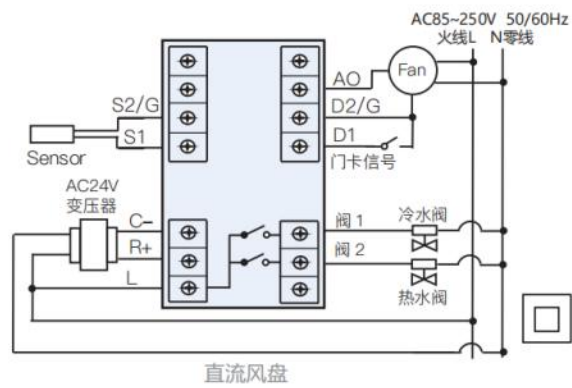 AC85~250V 50/60Hz
火线L N零线
AO
Fan
S2/G
D2/G
S1
D1
Sensor
门卡信号
AC24V
变压器
C-
阀 1
冷水阀
R+
阀 2
L
热水阀
直流风盘